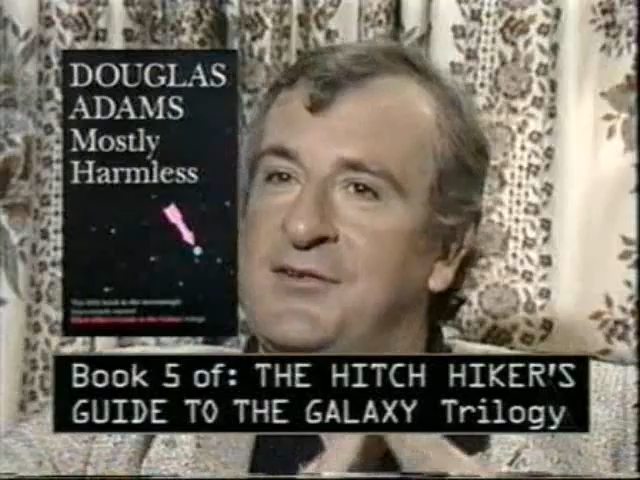 DOUGLAS
ADAMS
Mostly
Harmless
Book 5 of: THE HITCH HIKER'S
GUIDE TO THE GALAXY Trilogy